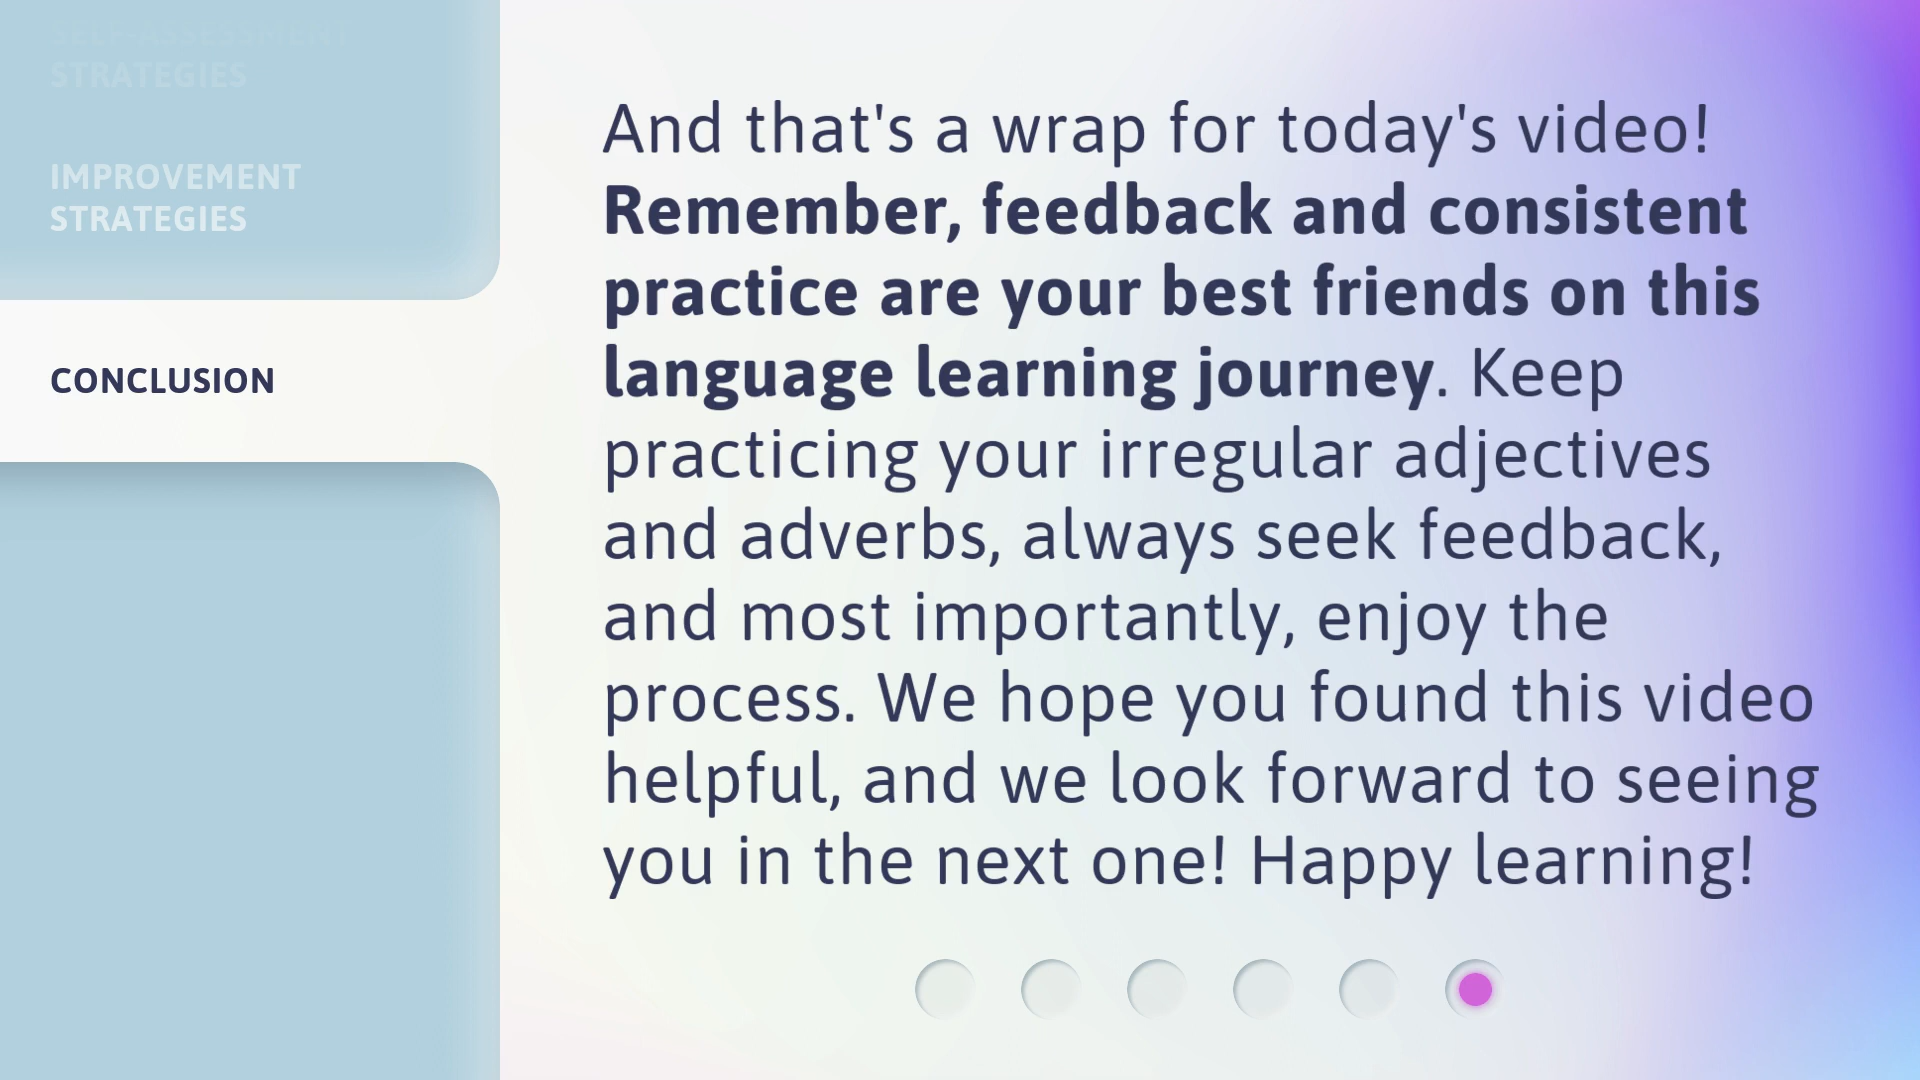 SELF-ASSESSMENT
STRATEGIES
IMPROVEMENT
STRATEGIES
CONCLUSION
And that's a wrap for today's video!
Remember, feedback and consistent
practice are your best friends on this
language learning journey. Keep
practicing your irregular adjectives
and adverbs, always seek feedback,
and most importantly, enjoy the
process. We hope you found this video
helpful, and we look forward to seeing
you in the next one! Happy learning!